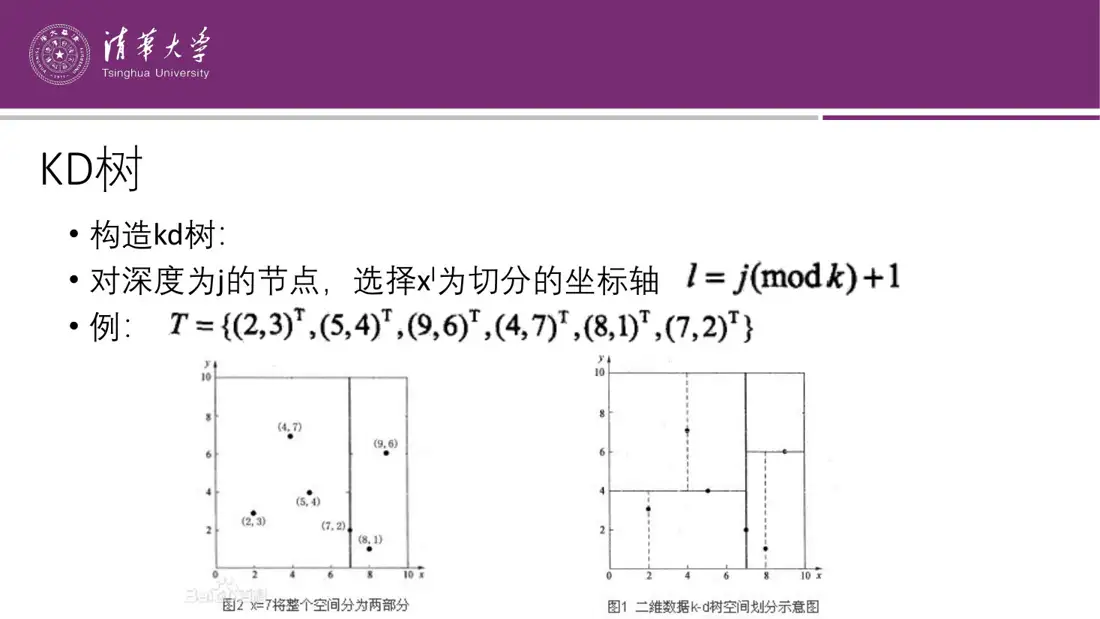 清华大学
Tsinghua University
KD树
• 构造kd树：
• 对深度为j的节点，选择xˡ为切分的坐标轴 l = j(mod k)+1
• 例： T = {(2,3)ᵀ,(5,4)ᵀ,(9,6)ᵀ,(4,7)ᵀ,(8,1)ᵀ,(7,2)ᵀ}
y
10
8
6
4
2
0 2 4 6 8 10 x
(4,7)
(9,6)
(5,4)
(2,3)
(7,2)
(8,1)
图2 x=7将整个空间分为两部分
y
10
8
6
4
2
0 2 4 6 8 10 x
图1 二维数据k-d树空间划分示意图